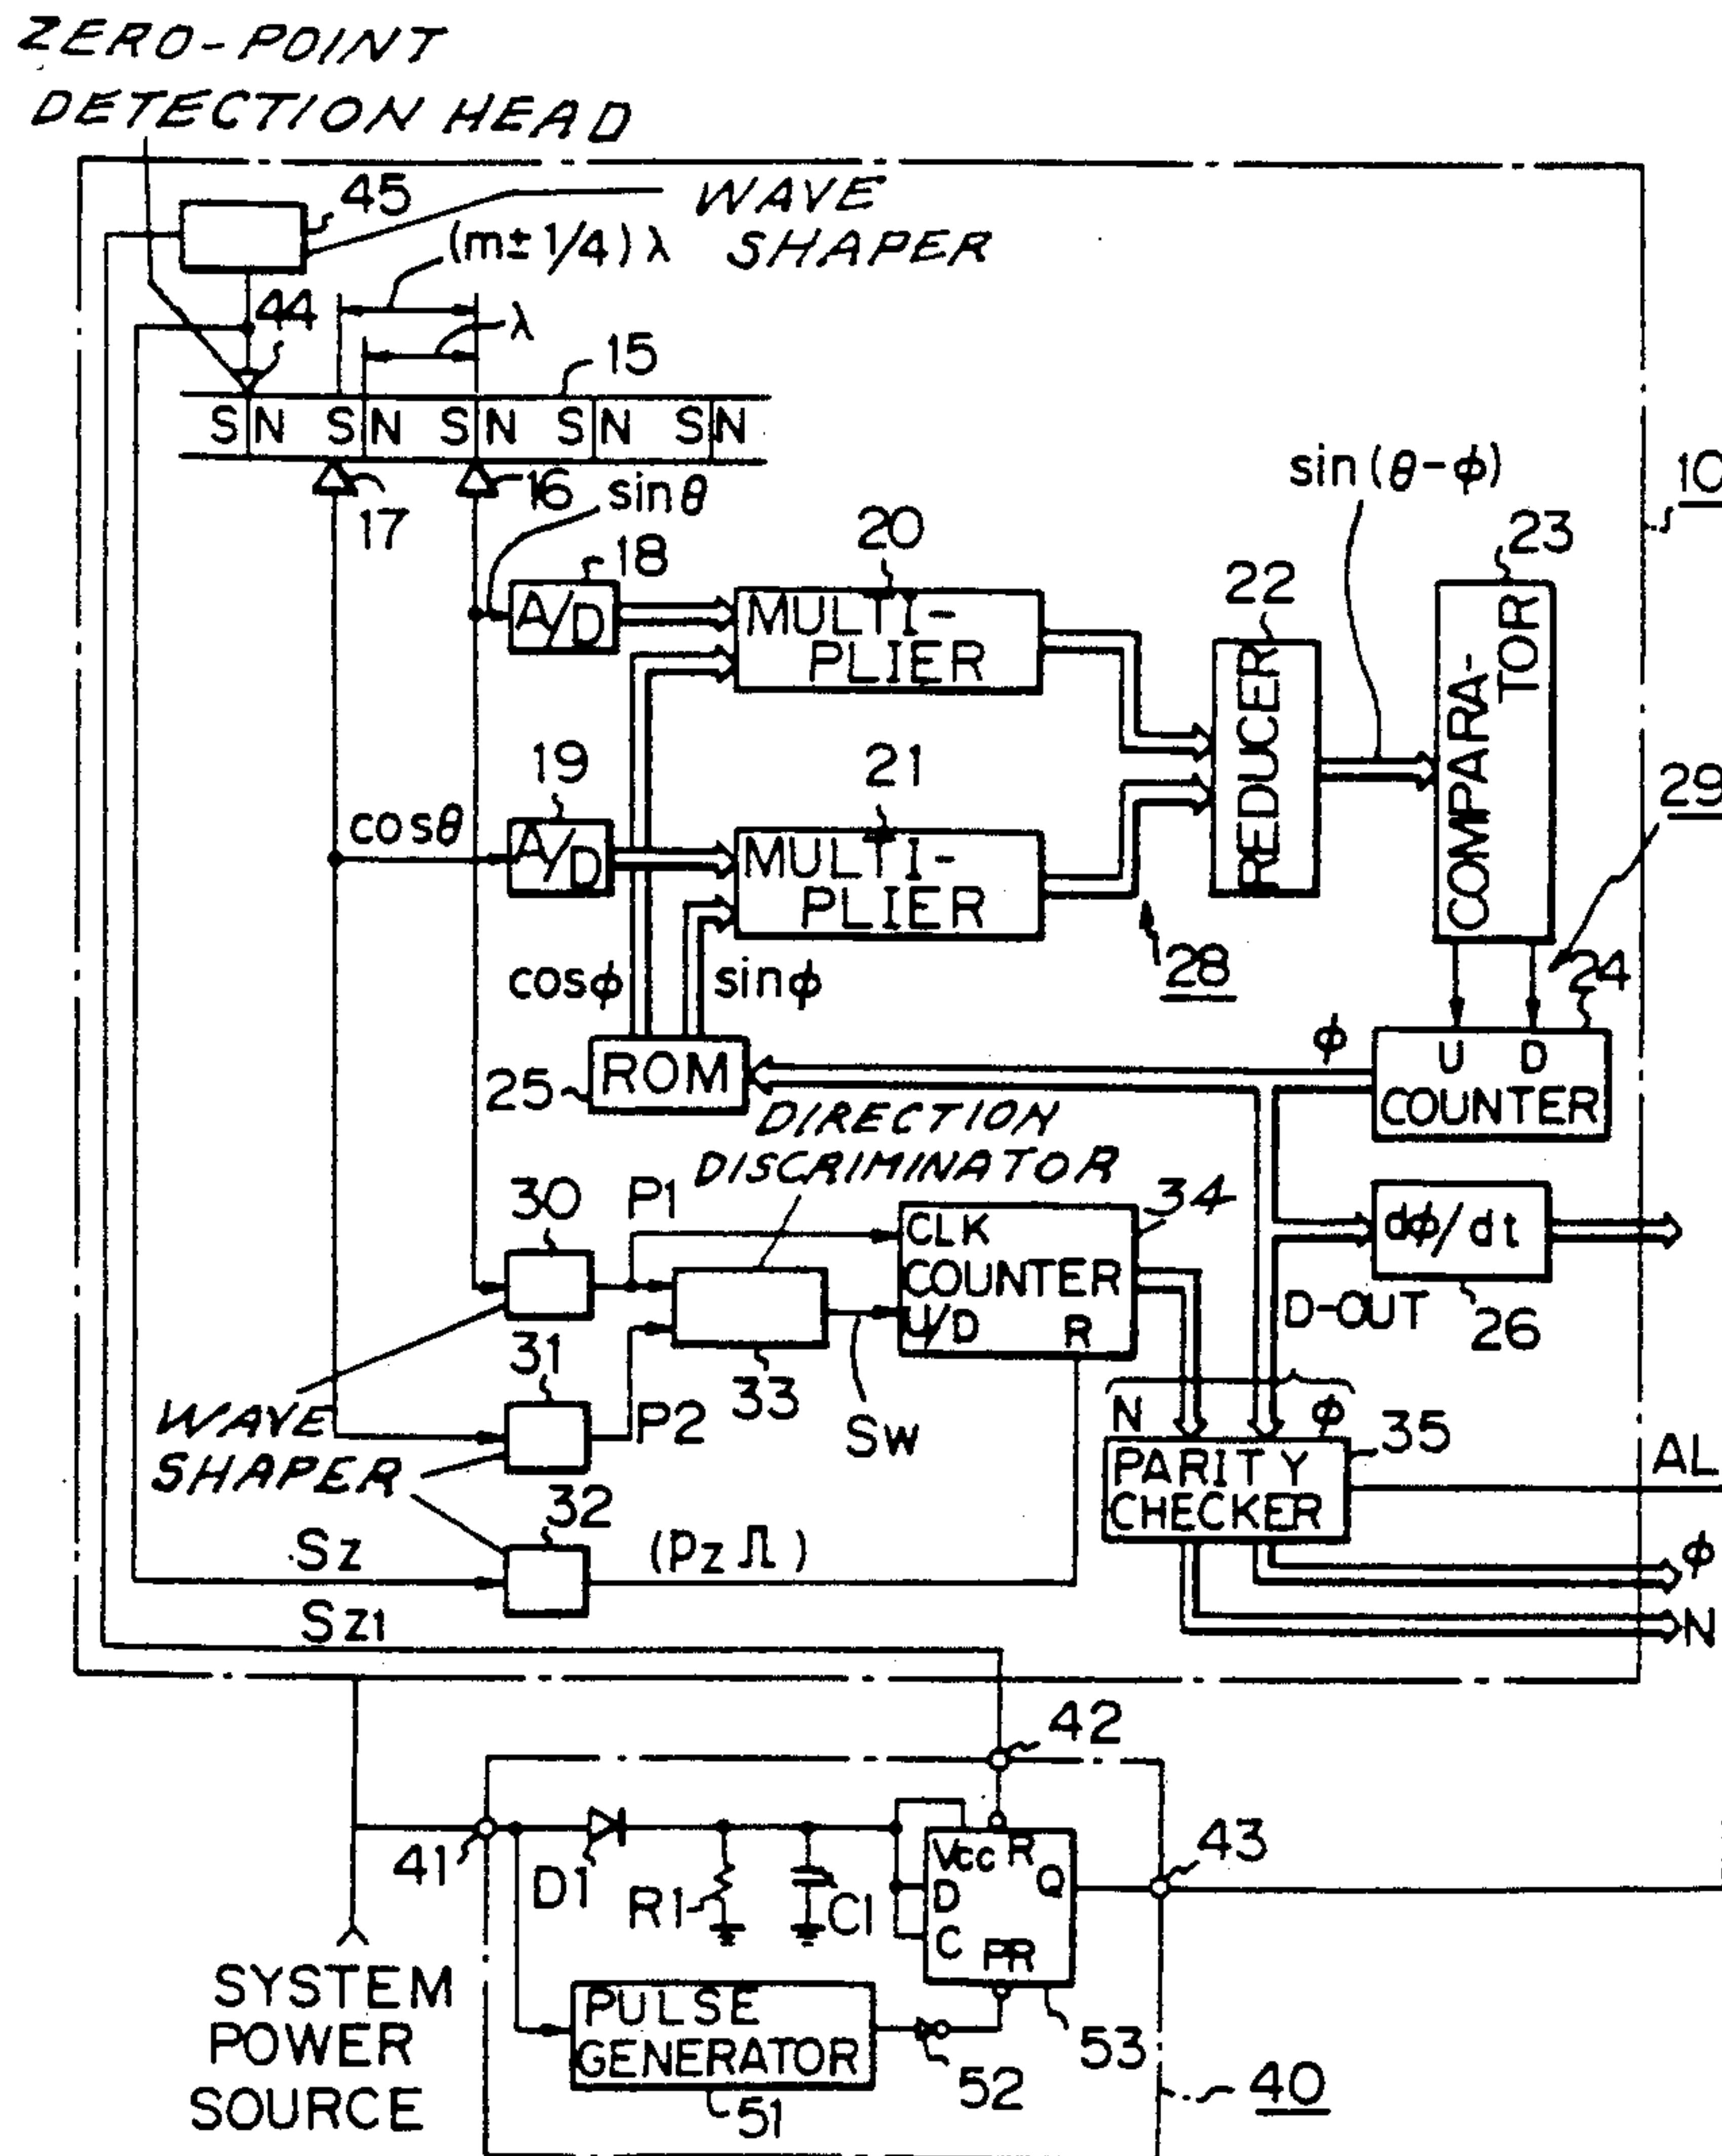 ZERO-POINT
DETECTION HEAD
45
WAVE
SHAPER
(m±1/4)λ
44
λ
15
S N S N S N S N S N
17
16
sinθ
sin(θ-φ)
10
18
A/D
20
MULTI-
PLIER
22
REDUCER
23
COMPARA-
TOR
29
cosθ
19
A/D
21
MULTI-
PLIER
28
24
cosφ
sinφ
φ
U D
COUNTER
25
ROM
DIRECTION
DISCRIMINATOR
30
P1
34
CLK
COUNTER
U/D R
dφ/dt
26
D-OUT
31
33
Sw
N
φ
35
PARITY
CHECKER
AL
WAVE
SHAPER
P2
32
Sz
(Pz )
φ
Sz1
N
42
41
D1
R1
C1
Vcc R
D
Q
C
PR
43
SYSTEM
POWER
SOURCE
PULSE
GENERATOR
51
52
53
40